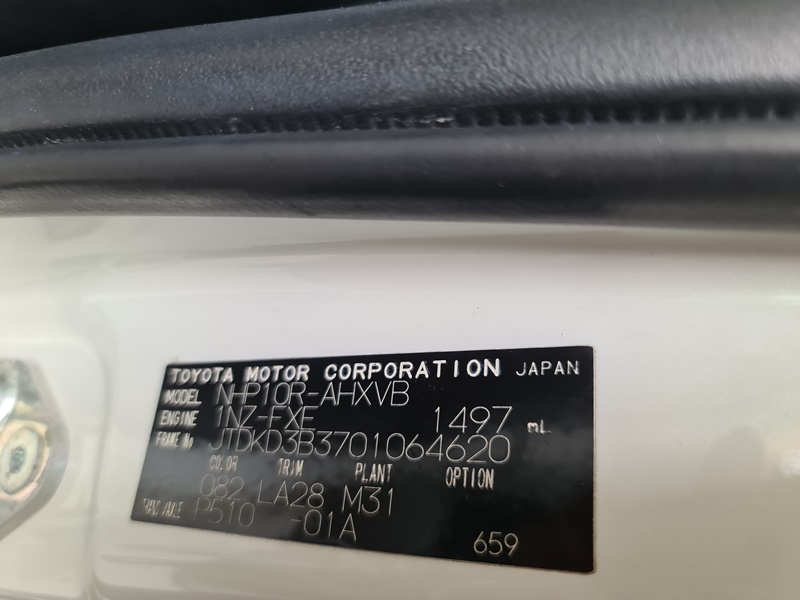 TOYOTA MOTOR CORPORATION JAPAN
MODEL NHP10R-AHXVB
ENGINE 1NZ-FXE 1497 mL
FRAME No JTDKD3B3701064620
COLOR TRIM PLANT OPTION
082 LA28 M31
TRANS/AXLE P510 -01A
659